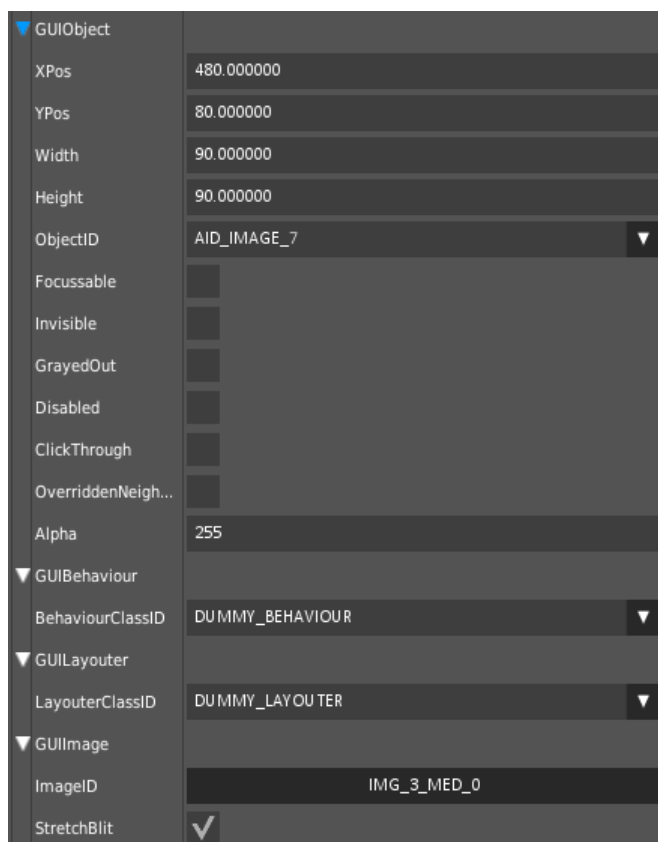 GUIObject
XPos 480.000000
YPos 80.000000
Width 90.000000
Height 90.000000
ObjectID AID_IMAGE_7
Focussable
Invisible
GrayedOut
Disabled
ClickThrough
OverriddenNeigh...
Alpha 255
GUIBehaviour
BehaviourClassID DUMMY_BEHAVIOUR
GUILayouter
LayouterClassID DUMMY_LAYOUTER
GUIImage
ImageID IMG_3_MED_0
StretchBlit